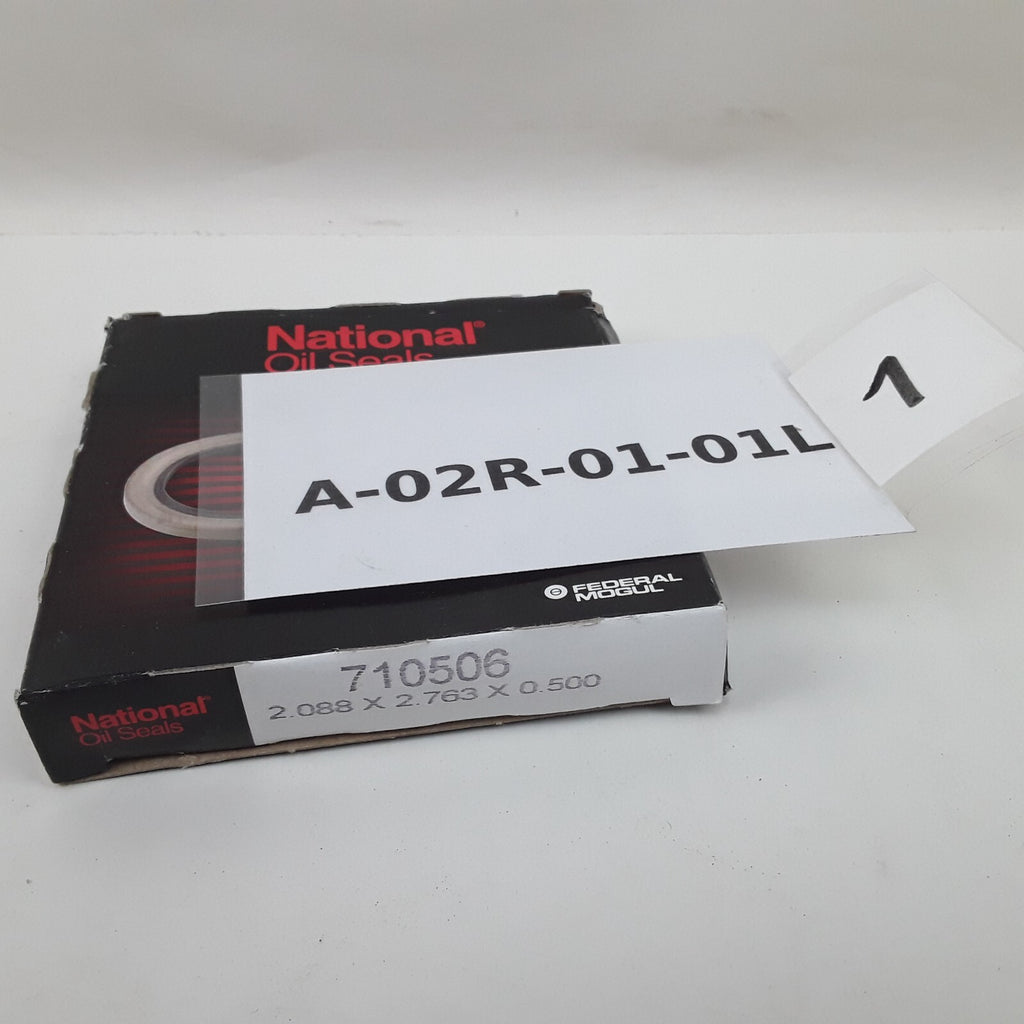 National®
Oil Seals
A-02R-01-01L
1
FEDERAL
MOGUL
710506
2.088 X 2.763 X 0.500
National®
Oil Seals